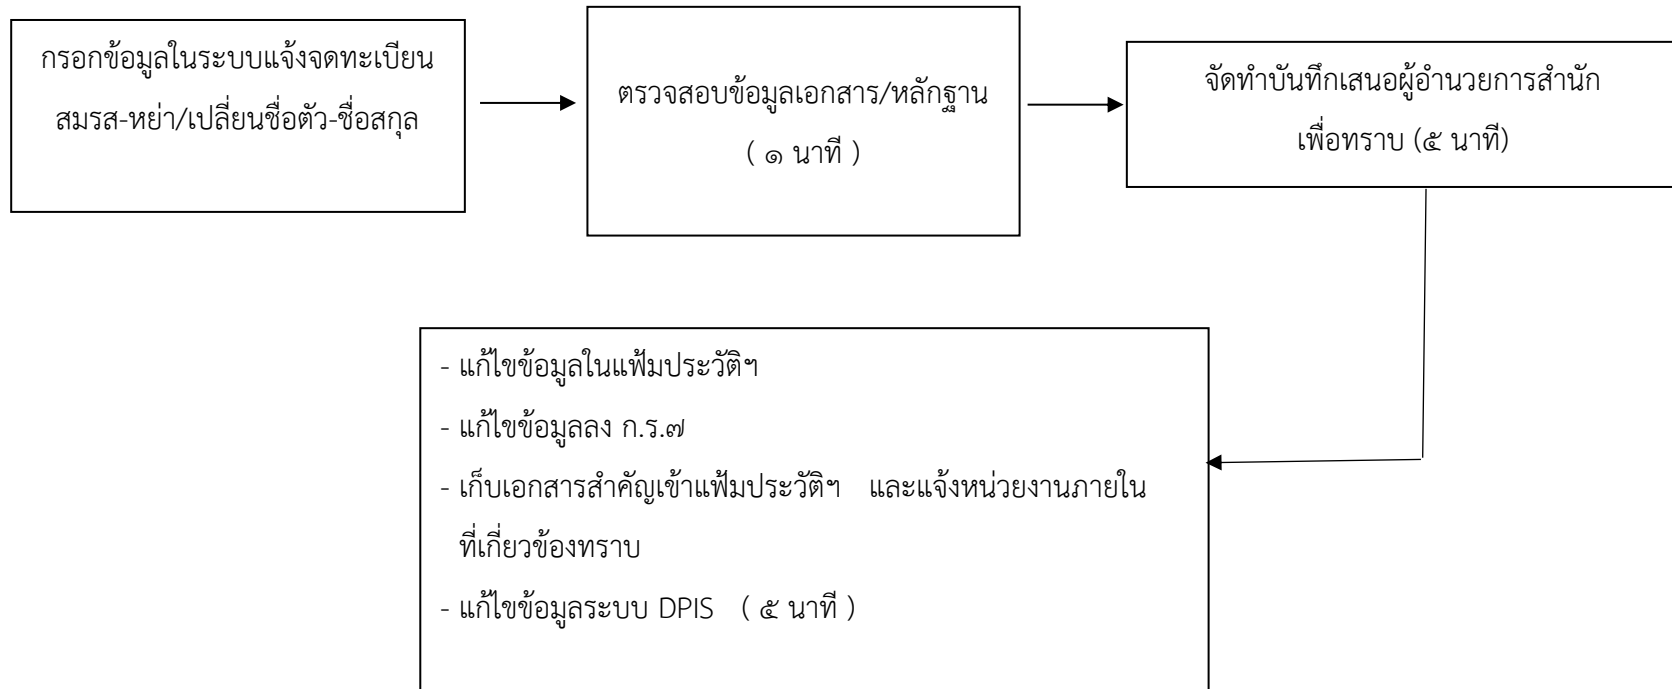 กรอกข้อมูลในระบบแจ้งจดทะเบียน
สมรส-หย่า/เปลี่ยนชื่อตัว-ชื่อสกุล
ตรวจสอบข้อมูลเอกสาร/หลักฐาน
( ๑ นาที )
จัดทำบันทึกเสนอผู้อำนวยการสำนัก
เพื่อทราบ (๕ นาที)
- แก้ไขข้อมูลในแฟ้มประวัติฯ
- แก้ไขข้อมูลลง ก.ร.๗
- เก็บเอกสารสำคัญเข้าแฟ้มประวัติฯ และแจ้งหน่วยงานภายใน
ที่เกี่ยวข้องทราบ
- แก้ไขข้อมูลระบบ DPIS ( ๕ นาที )